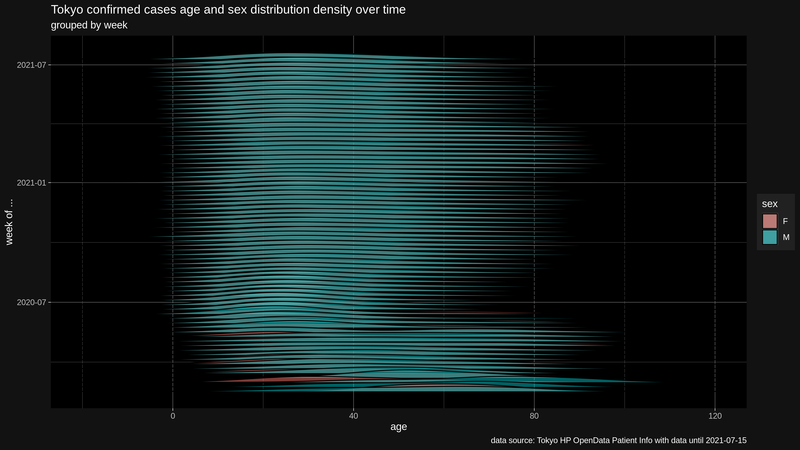 Tokyo confirmed cases age and sex distribution density over time
grouped by week
2021-07
2021-01
2020-07
week of ...
sex
F
M
0 40 80 120
age
data source: Tokyo HP OpenData Patient Info with data until 2021-07-15